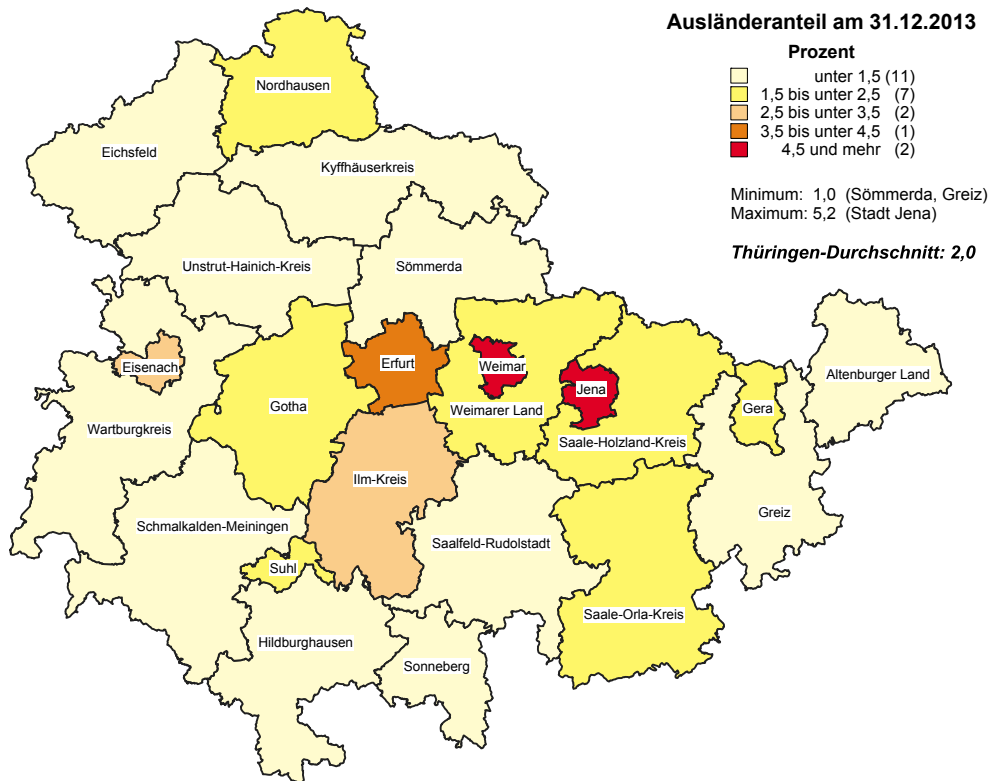 Ausländeranteil am 31.12.2013
Prozent
unter 1,5 (11)
1,5 bis unter 2,5 (7)
2,5 bis unter 3,5 (2)
3,5 bis unter 4,5 (1)
4,5 und mehr (2)
Minimum: 1,0 (Sömmerda, Greiz)
Maximum: 5,2 (Stadt Jena)
Thüringen-Durchschnitt: 2,0
Nordhausen
Eichsfeld
Kyffhäuserkreis
Unstrut-Hainich-Kreis
Sömmerda
Eisenach
Erfurt
Weimar
Jena
Altenburger Land
Gotha
Weimarer Land
Gera
Wartburgkreis
Saale-Holzland-Kreis
Ilm-Kreis
Greiz
Schmalkalden-Meiningen
Saalfeld-Rudolstadt
Suhl
Saale-Orla-Kreis
Hildburghausen
Sonneberg